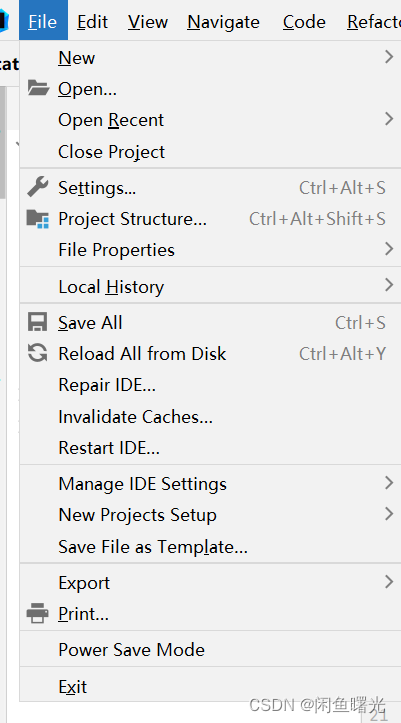 File Edit View Navigate Code Refacto
tat
New
Open...
Open Recent
Close Project
Settings... Ctrl+Alt+S
Project Structure... Ctrl+Alt+Shift+S
File Properties
Local History
Save All Ctrl+S
Reload All from Disk Ctrl+Alt+Y
Repair IDE...
Invalidate Caches...
Restart IDE...
Manage IDE Settings
New Projects Setup
Save File as Template...
Export
Print...
Power Save Mode
Exit
CSDN @闲鱼曙光
21